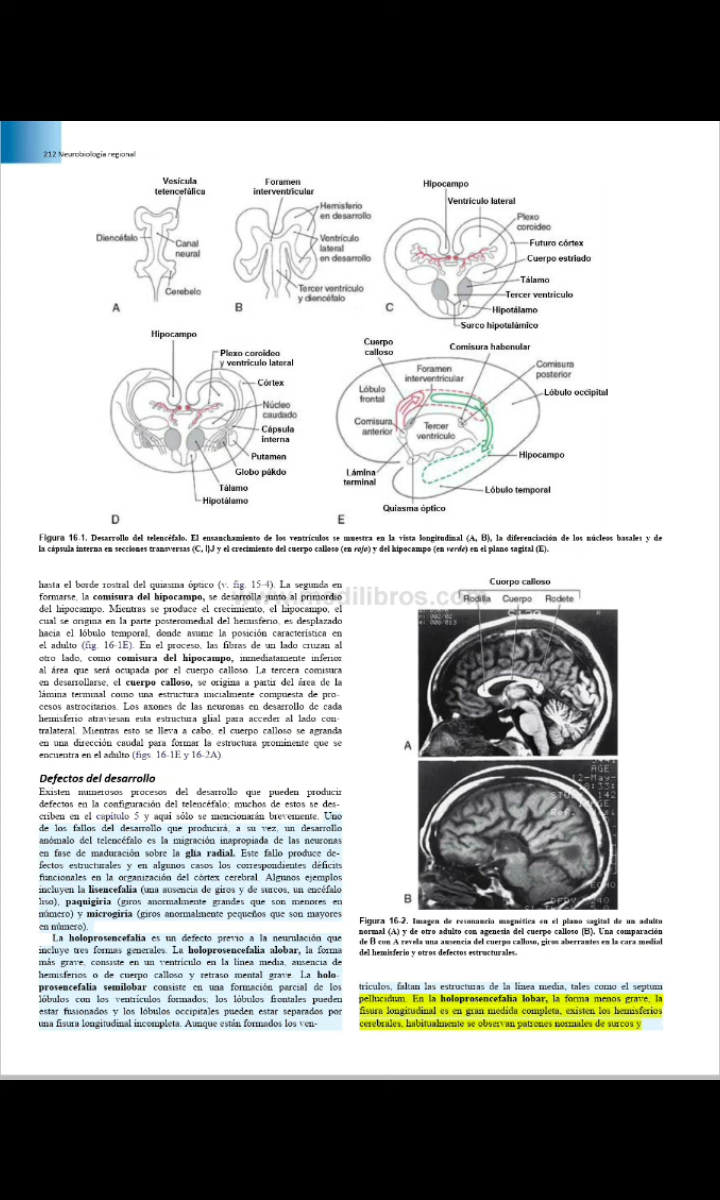 212 Neurobiología regional
Vesícula
telencefálica
Diencéfalo
Canal
neural
Cerebelo
A
Foramen
interventricular
Hemisferio
en desarrollo
Ventrículo
lateral
en desarrollo
Tercer ventrículo
y diencéfalo
B
Hipocampo
Ventrículo lateral
Plexo
coroideo
Futuro córtex
Cuerpo estriado
Tálamo
Tercer ventrículo
Hipotálamo
Surco hipotalámico
C
Hipocampo
Plexo coroideo
y ventrículo lateral
Córtex
Núcleo
caudado
Cápsula
interna
Putamen
Globo pákdo
Tálamo
Hipotálamo
D
Cuerpo
calloso
Comisura habenular
Foramen
interventricular
Comisura
posterior
Lóbulo
frontal
Lóbulo occipital
Comisura
anterior
Tercer
ventrículo
Hipocampo
Lámina
terminal
Lóbulo temporal
Quiasma óptico
E
Figura 16-1. Desarrollo del telencéfalo. El ensanchamiento de los ventrículos se muestra en la vista longitudinal (A, B), la diferenciación de los núcleos basales y de
la cápsula interna en secciones transversas (C, I)J y el crecimiento del cuerpo calloso (en rojo) y del hipocampo (en verde) en el plano sagital (E).
hasta el borde rostral del quiasma óptico (v. fig. 15-4). La segunda en
formarse, la comisura del hipocampo, se desarrolla junto al primordio
del hipocampo. Mientras se produce el crecimiento, el hipocampo, el
cual se origina en la parte posteromedial del hemisferio, es desplazado
hacia el lóbulo temporal, donde asume la posición característica en
el adulto (fig. 16-1E). En el proceso, las fibras de un lado cruzan al
otro lado, como comisura del hipocampo, inmediatamente inferior
al área que será ocupada por el cuerpo calloso. La tercera comisura
en desarrollarse, el cuerpo calloso, se origina a partir del área de la
lámina terminal como una estructura inicialmente compuesta de pro-
cesos astrocitarios. Los axones de las neuronas en desarrollo de cada
hemisferio atraviesan esta estructura glial para acceder al lado con-
tralateral. Mientras esto se lleva a cabo, el cuerpo calloso se agranda
en una dirección caudal para formar la estructura prominente que se
encuentra en el adulto (figs. 16-1E y 16-2A).
Defectos del desarrollo
Existen numerosos procesos del desarrollo que pueden producir
defectos en la configuración del telencéfalo; muchos de estos se des-
criben en el capítulo 5 y aquí sólo se mencionarán brevemente. Uno
de los fallos del desarrollo que producirá, a su vez, un desarrollo
anómalo del telencéfalo es la migración inapropiada de las neuronas
en fase de maduración sobre la glía radial. Este fallo produce de-
fectos estructurales y en algunos casos los correspondientes déficits
funcionales en la organización del córtex cerebral. Algunos ejemplos
incluyen la lisencefalia (una ausencia de giros y de surcos, un encéfalo
liso), paquigiria (giros anormalmente grandes que son menores en
número) y microgiria (giros anormalmente pequeños que son mayores
en número).
La holoprosencefalia es un defecto previo a la neurulación que
incluye tres formas generales. La holoprosencefalia alobar, la forma
más grave, consiste en un ventrículo en la línea media, ausencia de
hemisferios o de cuerpo calloso y retraso mental grave. La holo-
prosencefalia semilobar consiste en una formación parcial de los
lóbulos con los ventrículos formados; los lóbulos frontales pueden
estar fusionados y los lóbulos occipitales pueden estar separados por
una fisura longitudinal incompleta. Aunque están formados los ven-
Cuorpo calloso
Rodilla Cuerpo Rodete
A
AGE
12-May-
B
Figura 16-2. Imagen de resonancia magnética en el plano sagital de un adulto
normal (A) y de otro adulto con agenesia del cuerpo calloso (B). Una comparación
de B con A revela una ausencia del cuerpo calloso, giros aberrantes en la cara medial
del hemisferio y otros defectos estructurales.
trículos, faltan las estructuras de la línea media, tales como el septum
pellucidum. En la holoprosencefalia lobar, la forma menos grave, la
fisura longitudinal es en gran medida completa, existen los hemisferios
cerebrales, habitualmente se observan patrones normales de surcos y